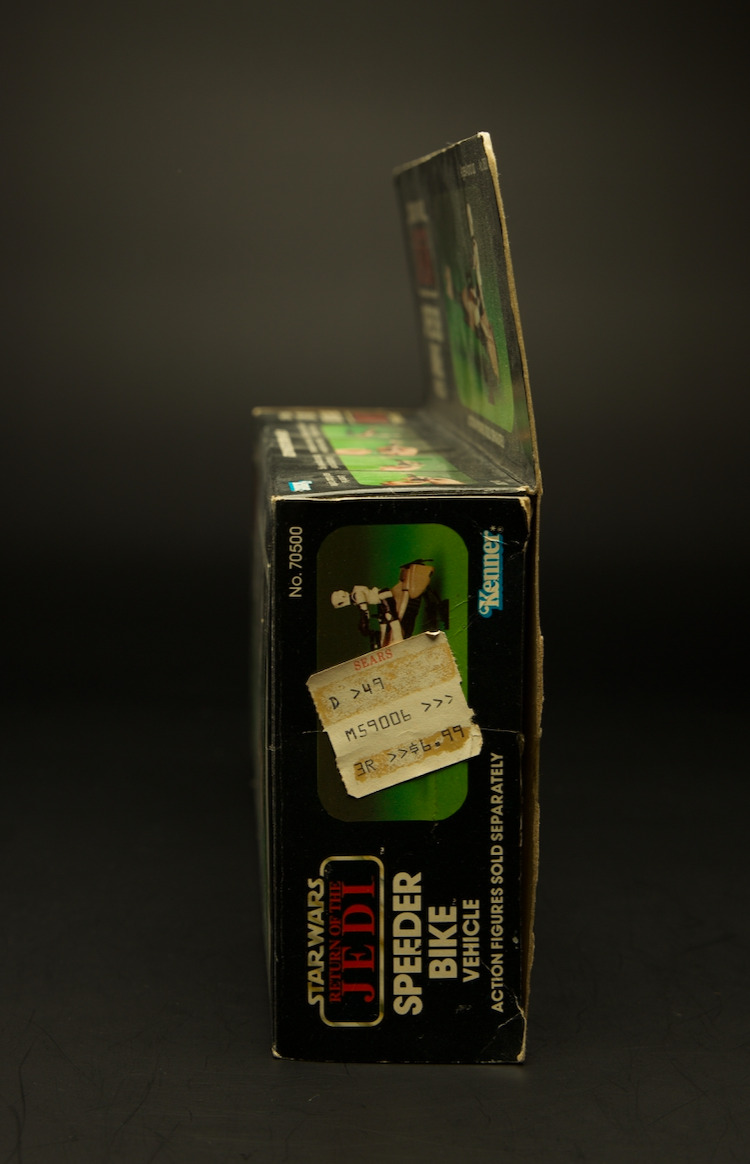 No. 70500
Kenner
SEARS
D >49
M59006 >>>
3R >>$6.99
STAR WARS
RETURN OF THE
JEDI
SPEEDER
BIKE
VEHICLE
ACTION FIGURES SOLD SEPARATELY